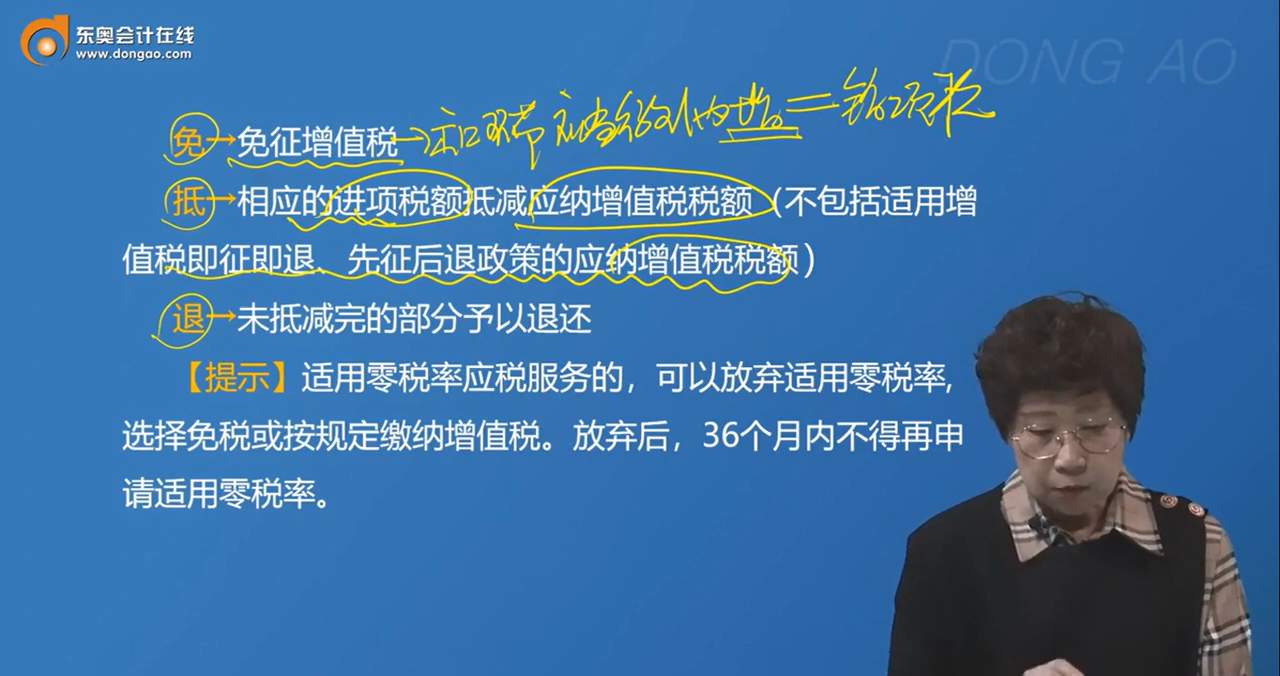 东奥会计在线
www.dongao.com
DONG AO
免→免征增值税→
抵→相应的进项税额抵减应纳增值税税额（不包括适用增
值税即征即退、先征后退政策的应纳增值税税额）
退→未抵减完的部分予以退还
【提示】适用零税率应税服务的，可以放弃适用零税率，
选择免税或按规定缴纳增值税。放弃后，36个月内不得再申
请适用零税率。